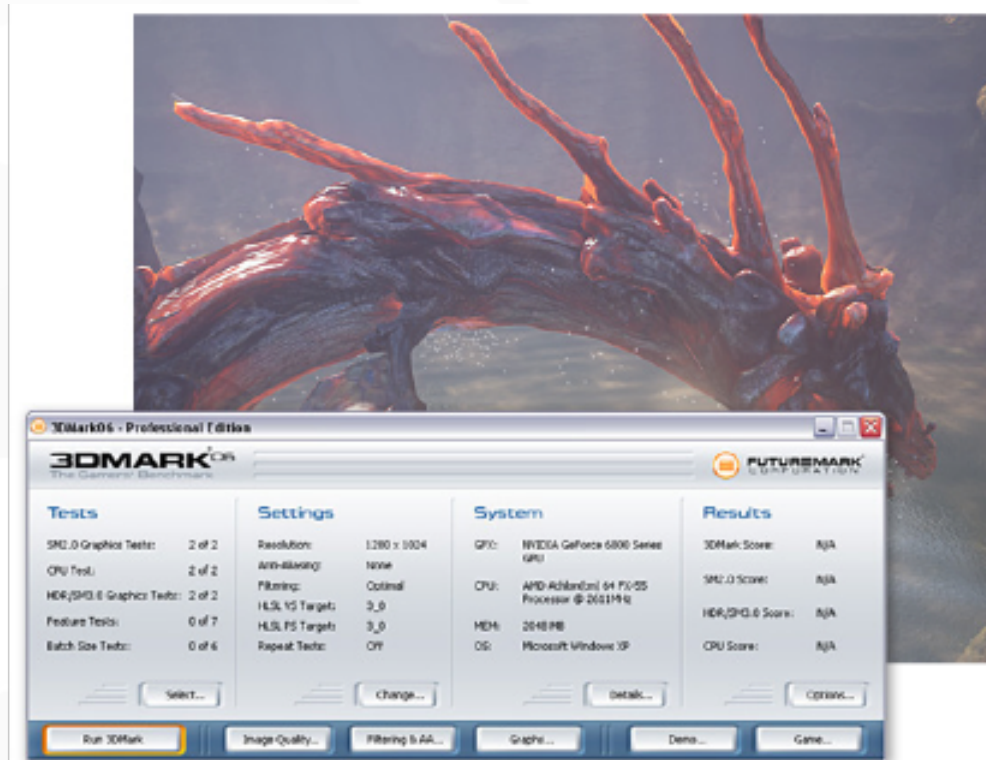 3DMark06 - Professional Edition
3DMARK'06
The Gamers' Benchmark
FUTUREMARK
CORPORATION
Tests
SM2.0 Graphics Tests: 2 of 2
CPU Test: 2 of 2
HDR/SM3.0 Graphics Tests: 2 of 2
Feature Tests: 0 of 7
Batch Size Tests: 0 of 6
Select...
Settings
Resolution: 1280 x 1024
Anti-Aliasing: None
Filtering: Optimal
HLSL VS Target: 3_0
HLSL PS Target: 3_0
Repeat Tests: Off
Change...
System
GPU: NVIDIA GeForce 6800 Series
GPU
CPU: AMD Athlon(tm) 64 FX-55
Processor @ 2611MHz
MEM: 2048 MB
OS: Microsoft Windows XP
Details...
Results
3DMark Score: N/A
SM2.0 Score: N/A
HDR/SM3.0 Score: N/A
CPU Score: N/A
Options...
Run 3DMark
Image Quality...
Filtering & AA...
Graphs...
Demo...
Game...